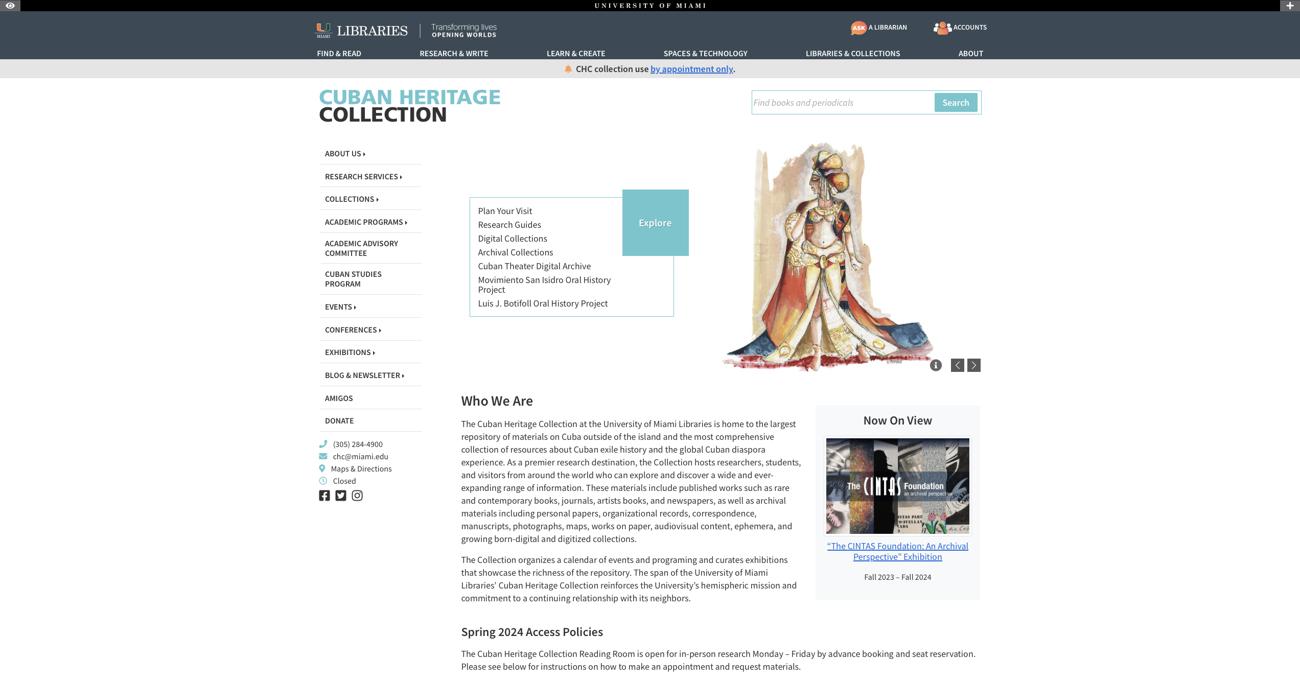 UNIVERSITY OF MIAMI
MIAMI
LIBRARIES
Transforming lives
OPENING WORLDS
ASK
A LIBRARIAN
ACCOUNTS
FIND & READ
RESEARCH & WRITE
LEARN & CREATE
SPACES & TECHNOLOGY
LIBRARIES & COLLECTIONS
ABOUT
CHC collection use by appointment only.
CUBAN HERITAGE
COLLECTION
Find books and periodicals
Search
ABOUT US
RESEARCH SERVICES
COLLECTIONS
ACADEMIC PROGRAMS
ACADEMIC ADVISORY
COMMITTEE
CUBAN STUDIES
PROGRAM
EVENTS
CONFERENCES
EXHIBITIONS
BLOG & NEWSLETTER
AMIGOS
DONATE
(305) 284-4900
chc@miami.edu
Maps & Directions
Closed
Explore
Plan Your Visit
Research Guides
Digital Collections
Archival Collections
Cuban Theater Digital Archive
Movimiento San Isidro Oral History
Project
Luis J. Botifoll Oral History Project
Who We Are
The Cuban Heritage Collection at the University of Miami Libraries is home to the largest
repository of materials on Cuba outside of the island and the most comprehensive
collection of resources about Cuban exile history and the global Cuban diaspora
experience. As a premier research destination, the Collection hosts researchers, students,
and visitors from around the world who can explore and discover a wide and ever-
expanding range of information. These materials include published works such as rare
and contemporary books, journals, artists books, and newspapers, as well as archival
materials including personal papers, organizational records, correspondence,
manuscripts, photographs, maps, works on paper, audiovisual content, ephemera, and
growing born-digital and digitized collections.
The Collection organizes a calendar of events and programing and curates exhibitions
that showcase the richness of the repository. The span of the University of Miami
Libraries' Cuban Heritage Collection reinforces the University's hemispheric mission and
commitment to a continuing relationship with its neighbors.
Now On View
The CINTAS Foundation
an archival perspective
"The CINTAS Foundation: An Archival
Perspective" Exhibition
Fall 2023 – Fall 2024
Spring 2024 Access Policies
The Cuban Heritage Collection Reading Room is open for in-person research Monday – Friday by advance booking and seat reservation.
Please see below for instructions on how to make an appointment and request materials.